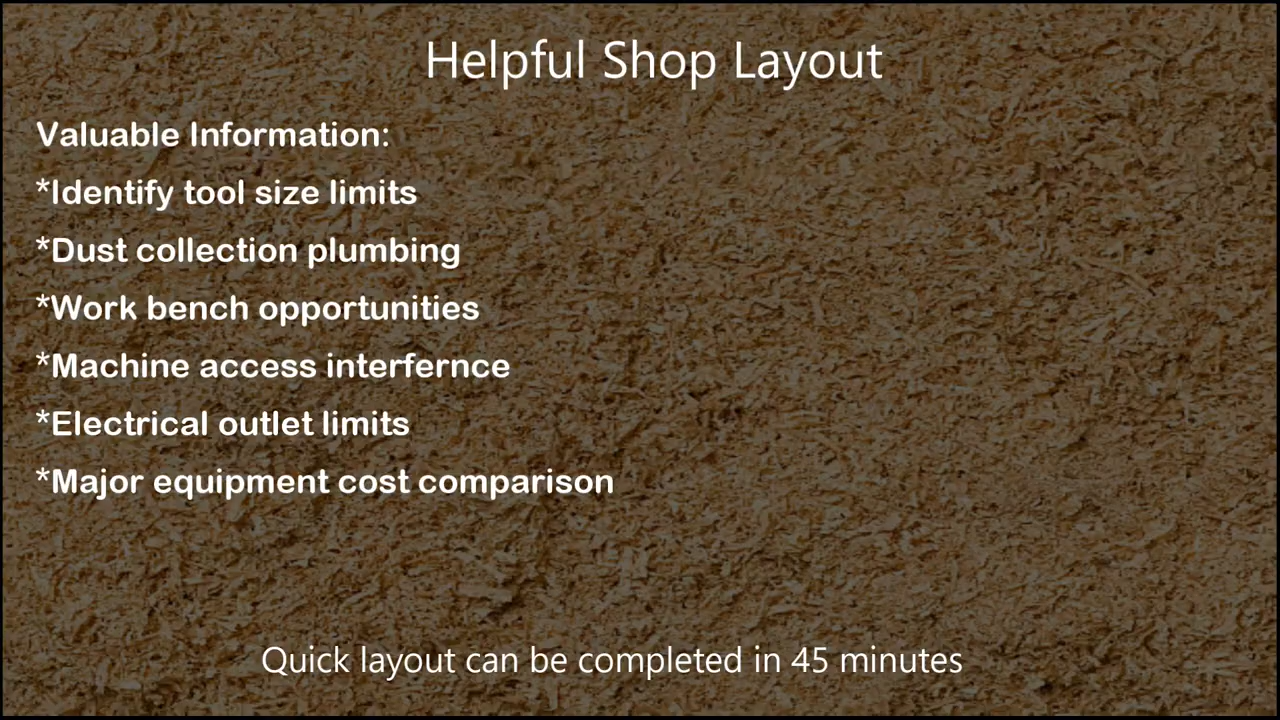 Helpful Shop Layout
Valuable Information:
*Identify tool size limits
*Dust collection plumbing
*Work bench opportunities
*Machine access interfernce
*Electrical outlet limits
*Major equipment cost comparison
Quick layout can be completed in 45 minutes